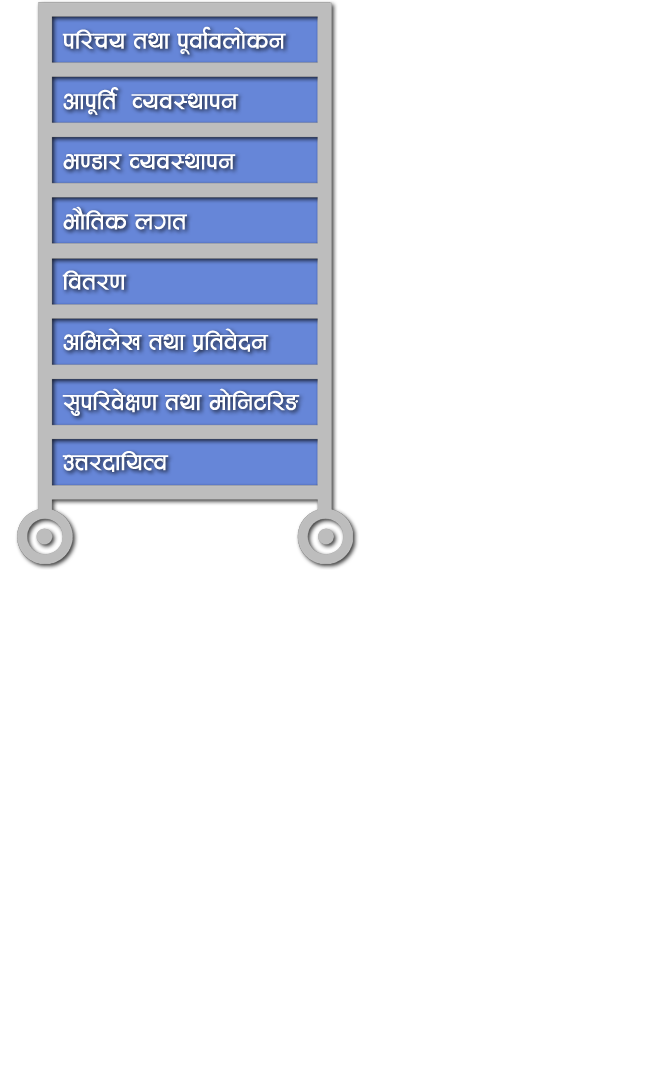 परिचय तथा पूर्वावलोकन
आपूर्ति व्यवस्थापन
भण्डार व्यवस्थापन
भौतिक लगत
वितरण
अभिलेख तथा प्रतिवेदन
सुपरिवेक्षण तथा मोनिटरिङ
उत्तरदायित्व